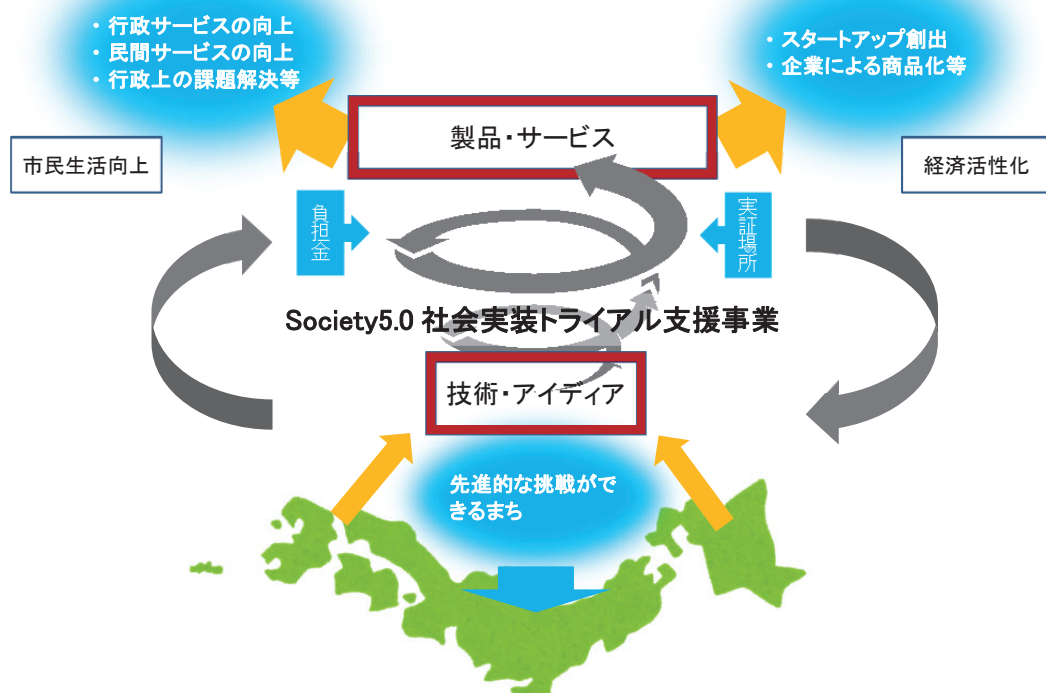 ・ 行政サービスの向上
・ 民間サービスの向上
・ 行政上の課題解決等
・ スタートアップ創出
・ 企業による商品化等
製品・サービス
市民生活向上
経済活性化
負担金
実証場所
Society5.0 社会実装トライアル支援事業
技術・アイディア
先進的な挑戦がで
きるまち